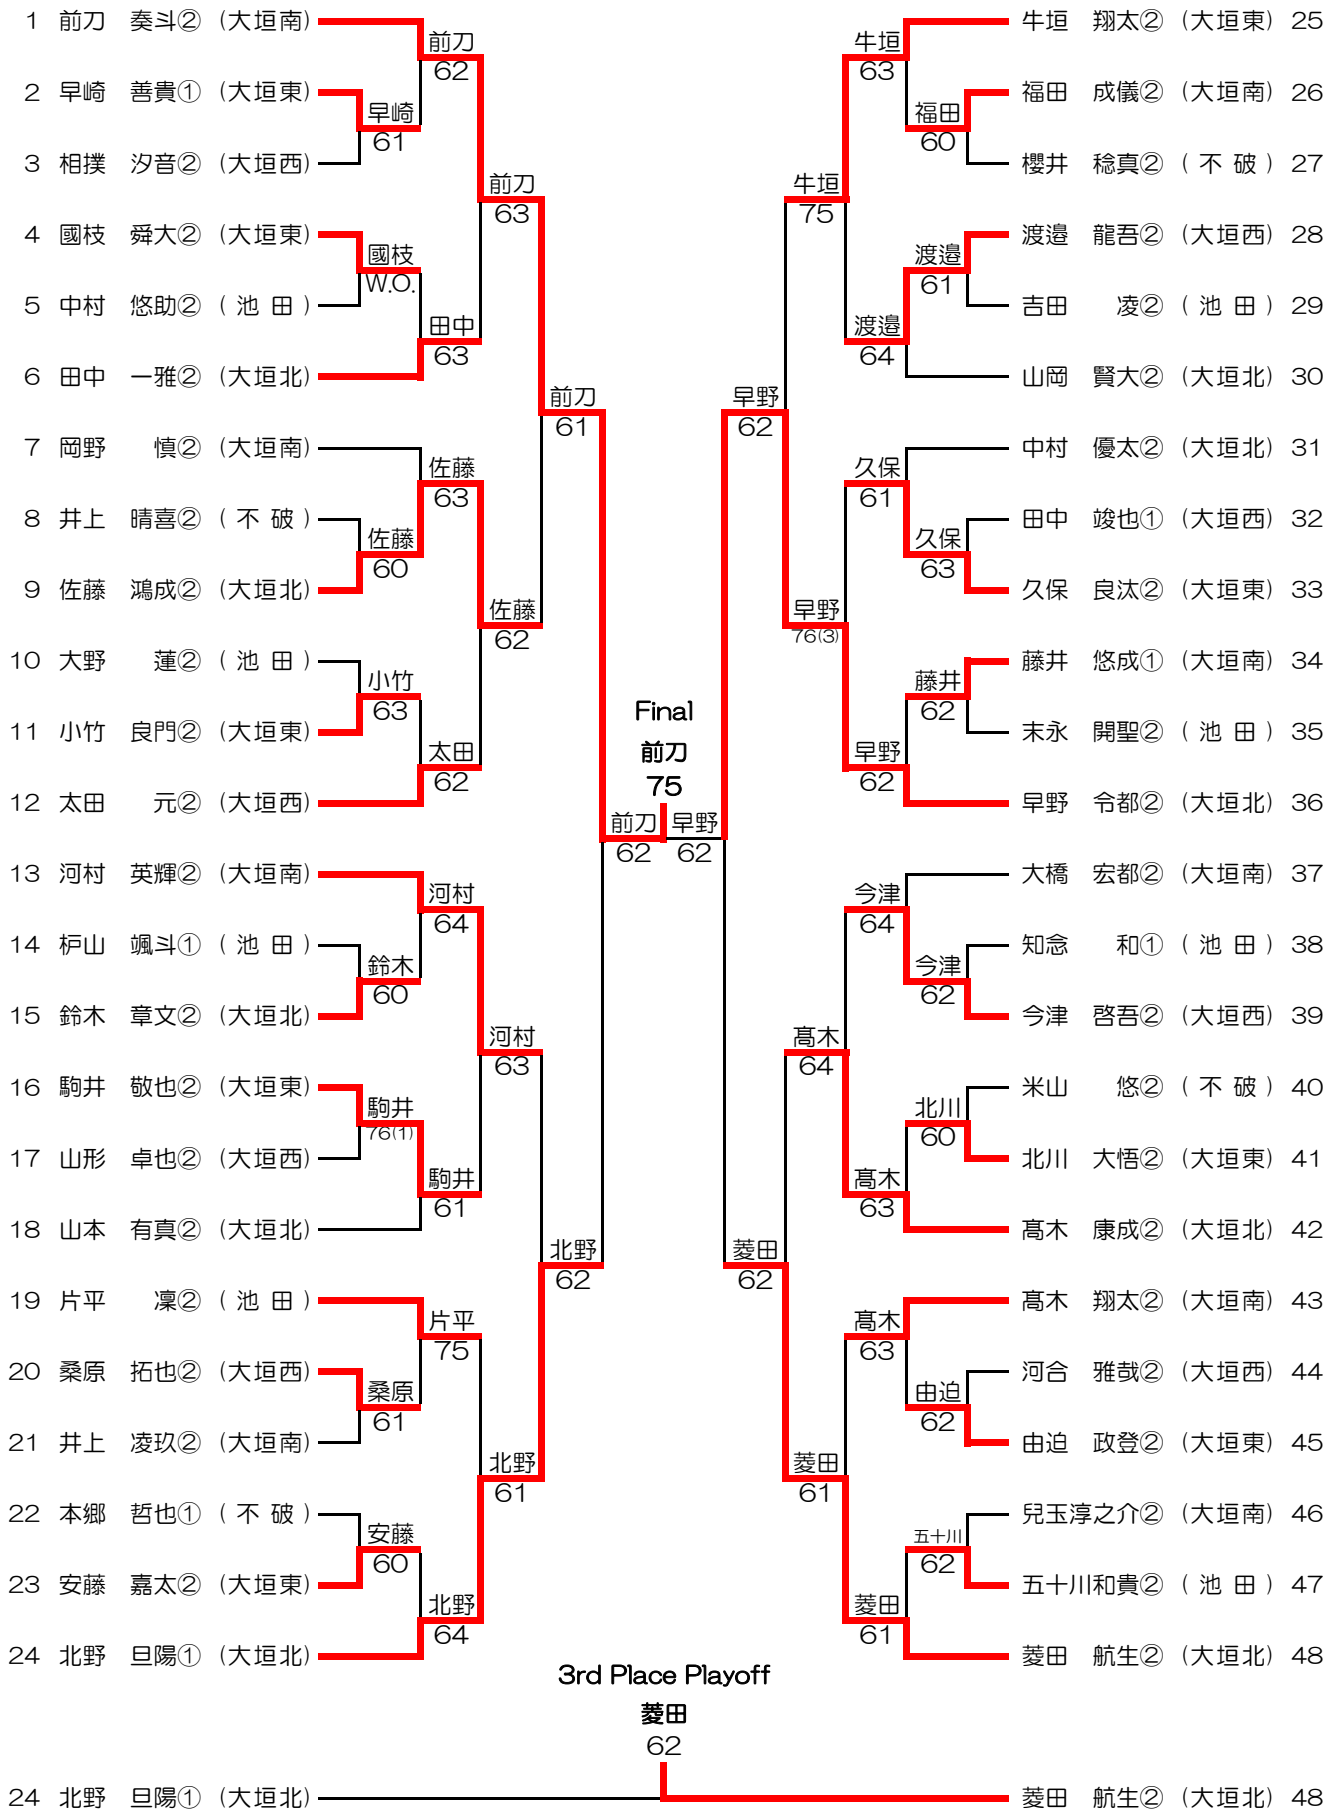 1 前刀 奏斗② (大垣南)
2 早崎 善貴① (大垣東)
3 相撲 汐音② (大垣西)
4 國枝 舜大② (大垣東)
5 中村 悠助② (池田)
6 田中 一雅② (大垣北)
7 岡野 慎② (大垣南)
8 井上 晴喜② (不破)
9 佐藤 鴻成② (大垣北)
10 大野 蓮② (池田)
11 小竹 良門② (大垣東)
12 太田 元② (大垣西)
13 河村 英輝② (大垣南)
14 枦山 颯斗① (池田)
15 鈴木 章文② (大垣北)
16 駒井 敬也② (大垣東)
17 山形 卓也② (大垣西)
18 山本 有真② (大垣北)
19 片平 凜② (池田)
20 桑原 拓也② (大垣西)
21 井上 凌玖② (大垣南)
22 本郷 哲也① (不破)
23 安藤 嘉太② (大垣東)
24 北野 旦陽① (大垣北)
早崎
61
國枝
W.O.
佐藤
60
小竹
63
鈴木
60
駒井
76(1)
桑原
61
安藤
60
前刀
62
田中
63
佐藤
63
太田
62
河村
64
駒井
61
片平
75
北野
64
前刀
63
佐藤
62
河村
63
北野
61
前刀
61
北野
62
前刀
62
Final
前刀
75
早野
62
早野
62
菱田
62
牛垣
75
早野
76(3)
髙木
64
菱田
61
牛垣
63
渡邉
64
久保
61
早野
62
今津
64
髙木
63
髙木
63
菱田
61
福田
60
渡邉
61
久保
63
藤井
62
今津
62
北川
60
由迫
62
五十川
62
牛垣 翔太② (大垣東) 25
福田 成儀② (大垣南) 26
櫻井 稔真② (不破) 27
渡邉 龍吾② (大垣西) 28
吉田 凌② (池田) 29
山岡 賢大② (大垣北) 30
中村 優太② (大垣北) 31
田中 竣也① (大垣西) 32
久保 良汰② (大垣東) 33
藤井 悠成① (大垣南) 34
末永 開聖② (池田) 35
早野 令都② (大垣北) 36
大橋 宏都② (大垣南) 37
知念 和① (池田) 38
今津 啓吾② (大垣西) 39
米山 悠② (不破) 40
北川 大悟② (大垣東) 41
髙木 康成② (大垣北) 42
髙木 翔太② (大垣南) 43
河合 雅哉② (大垣西) 44
由迫 政登② (大垣東) 45
兒玉淳之介② (大垣南) 46
五十川和貴② (池田) 47
菱田 航生② (大垣北) 48
3rd Place Playoff
菱田
62
24 北野 旦陽① (大垣北)
菱田 航生② (大垣北) 48